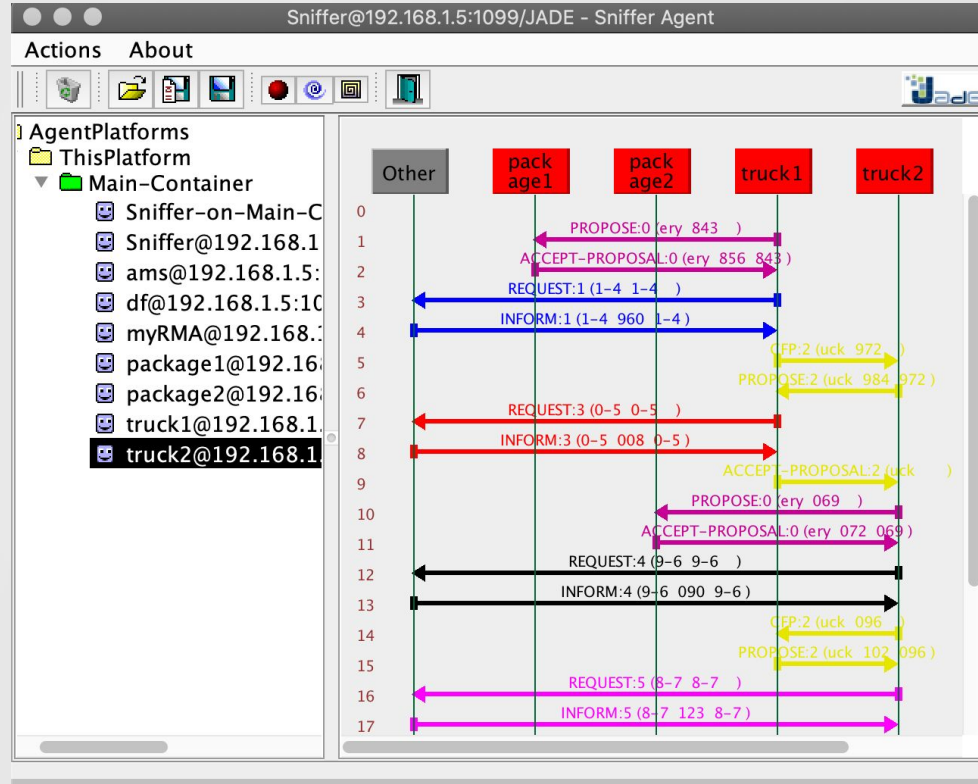 Sniffer@192.168.1.5:1099/JADE - Sniffer Agent
Actions About
Jade
AgentPlatforms
ThisPlatform
Main-Container
Sniffer-on-Main-C
Sniffer@192.168.1
ams@192.168.1.5:
df@192.168.1.5:10
myRMA@192.168.1
package1@192.16
package2@192.16
truck1@192.168.1.
truck2@192.168.1.
Other
pack
age1
pack
age2
truck1
truck2
0
PROPOSE:0 (ery 843 )
1
ACCEPT-PROPOSAL:0 (ery 856 843 )
2
REQUEST:1 (1-4 1-4 )
3
INFORM:1 (1-4 960 1-4 )
4
CFP:2 (uck 972 )
5
PROPOSE:2 (uck 984 972 )
6
REQUEST:3 (0-5 0-5 )
7
INFORM:3 (0-5 008 0-5 )
8
ACCEPT-PROPOSAL:2 (uck )
9
PROPOSE:0 (ery 069 )
10
ACCEPT-PROPOSAL:0 (ery 072 069 )
11
REQUEST:4 (9-6 9-6 )
12
INFORM:4 (9-6 090 9-6 )
13
CFP:2 (uck 096 )
14
PROPOSE:2 (uck 102 096 )
15
REQUEST:5 (8-7 8-7 )
16
INFORM:5 (8-7 123 8-7 )
17